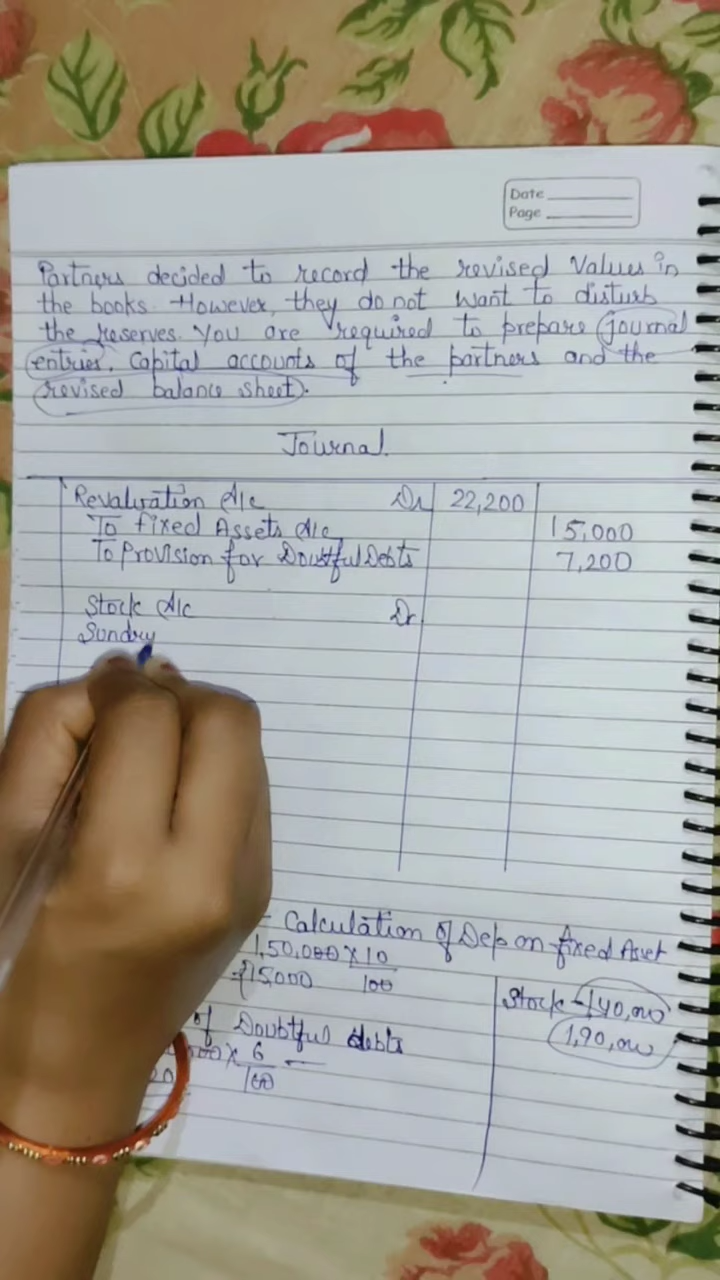 Date
Page
Partners decided to record the revised Values in
the books. However, they do not want to disturb
the reserves. You are required to prepare journal
entries, Capital accounts of the partners and the
revised balance sheet.
Journal
Revaluation A/c Dr 22,200
To fixed Assets A/c 15,000
To Provision for Doubtful Debts 7,200
Stock A/c Dr.
Sundry
- Calculation of Dep on fixed Asset
1,50,000 X 10
₹15000 100
Stock - 140,000
1,90,000
of Doubtful debts
x 6
100